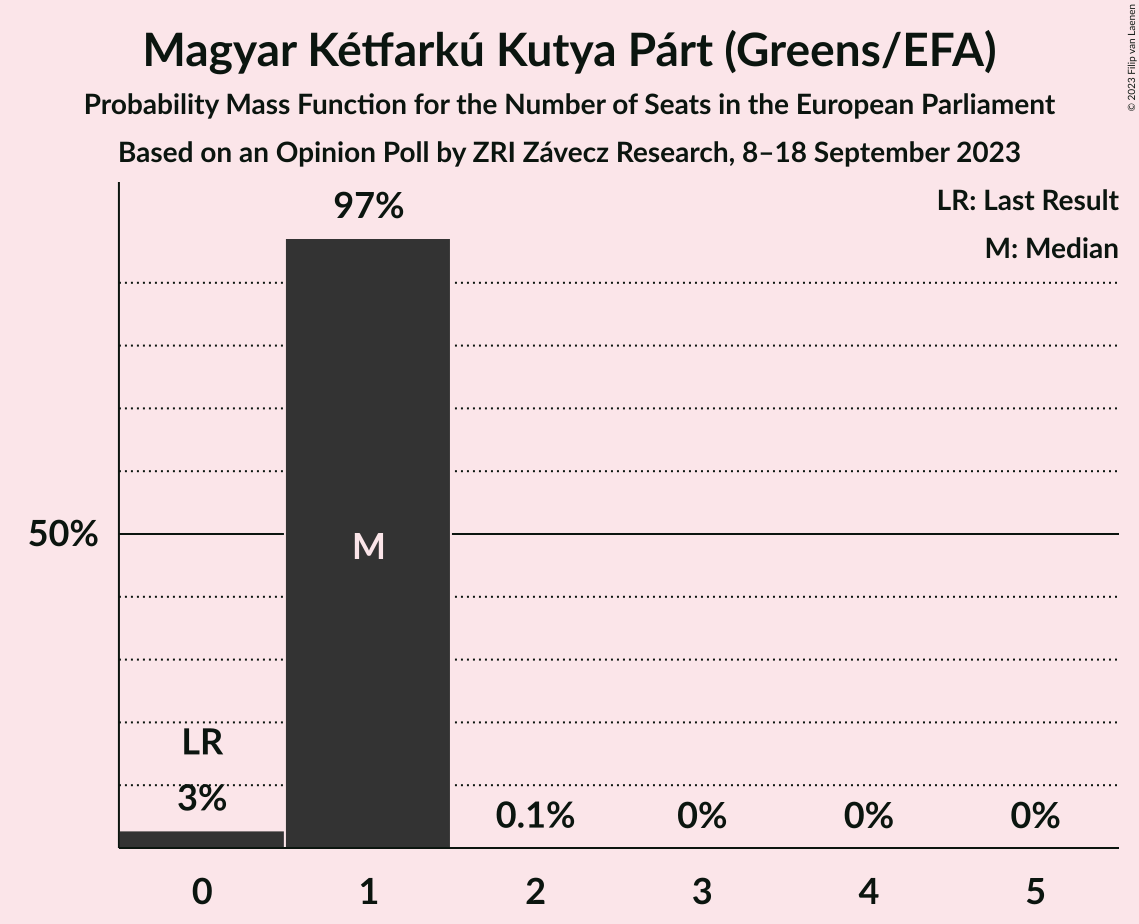 Magyar Kétfarkú Kutya Párt (Greens/EFA)
Probability Mass Function for the Number of Seats in the European Parliament
Based on an Opinion Poll by ZRI Závecz Research, 8–18 September 2023
© 2023 Filip van Laenen
LR: Last Result
M: Median
97%
50%
M
LR
3%
0.1%
0%
0%
0%
0
1
2
3
4
5